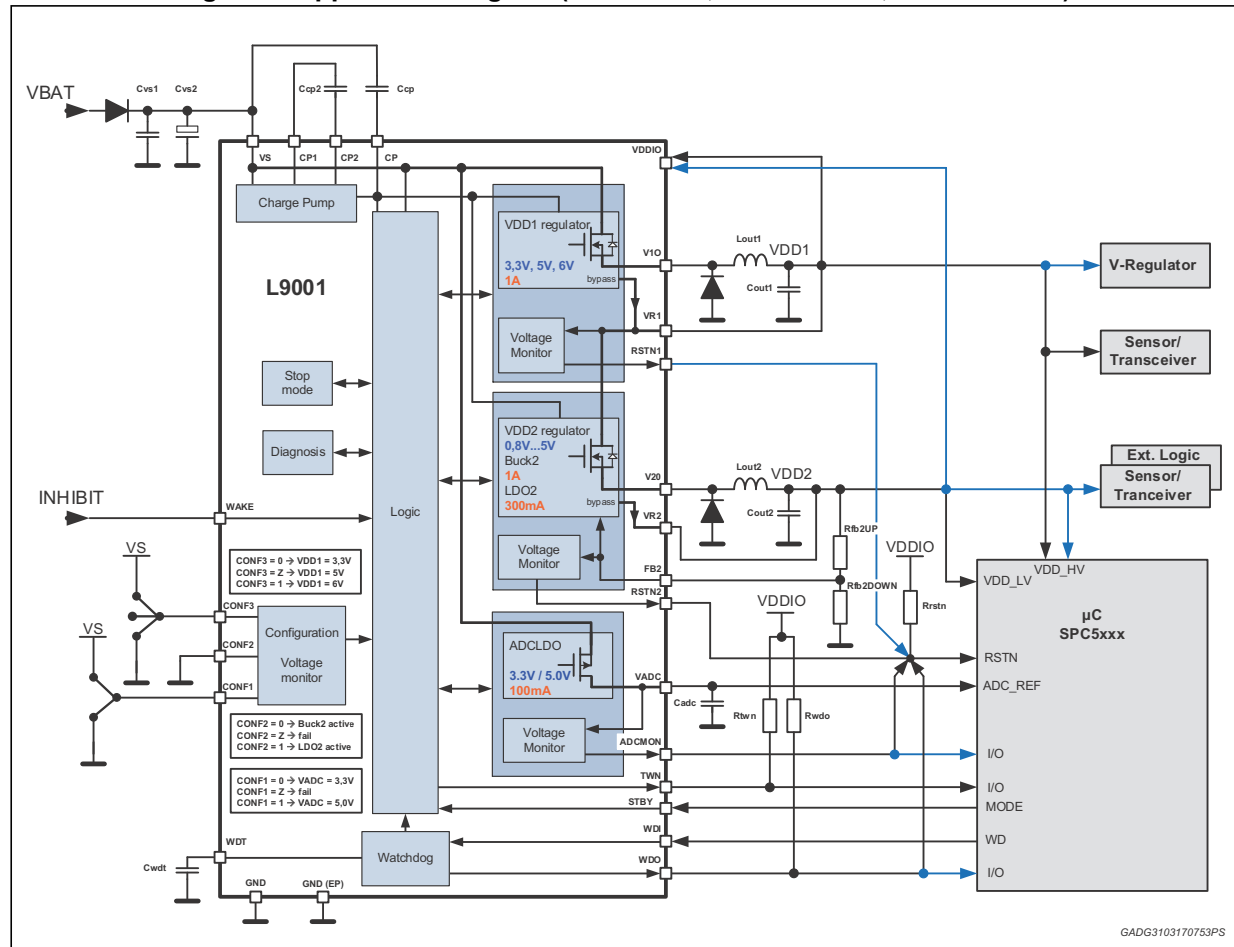 VBAT
Cvs1
Cvs2
Ccp2
Ccp
VS
CP1
CP2
CP
VDDIO
Charge Pump
L9001
VDD1 regulator
3,3V, 5V, 6V
1A
bypass
V1O
Lout1
VDD1
Cout1
V-Regulator
Voltage
Monitor
VR1
RSTN1
Sensor/
Transceiver
Stop
mode
Diagnosis
Logic
VDD2 regulator
0,8V...5V
Buck2
1A
LDO2
300mA
bypass
V20
Lout2
VDD2
Cout2
VR2
Ext. Logic
Sensor/
Tranceiver
INHIBIT
WAKE
Voltage
Monitor
FB2
RSTN2
Rfb2UP
Rfb2DOWN
VDDIO
Rrstn
VDD_HV
VDD_LV
µC
SPC5xxx
VS
CONF3 = 0 → VDD1 = 3,3V
CONF3 = Z → VDD1 = 5V
CONF3 = 1 → VDD1 = 6V
CONF3
VS
CONF2
CONF1
Configuration
Voltage
monitor
VDDIO
ADCLDO
3.3V / 5.0V
100mA
VADC
Cadc
Rtwn
Rwdo
RSTN
ADC_REF
CONF2 = 0 → Buck2 active
CONF2 = Z → fail
CONF2 = 1 → LDO2 active
Voltage
Monitor
ADCMON
I/O
CONF1 = 0 → VADC = 3,3V
CONF1 = Z → fail
CONF1 = 1 → VADC = 5,0V
TWN
I/O
STBY
MODE
WDT
Cwdt
Watchdog
WDI
WD
WDO
I/O
GND
GND (EP)
GADG3103170753PS